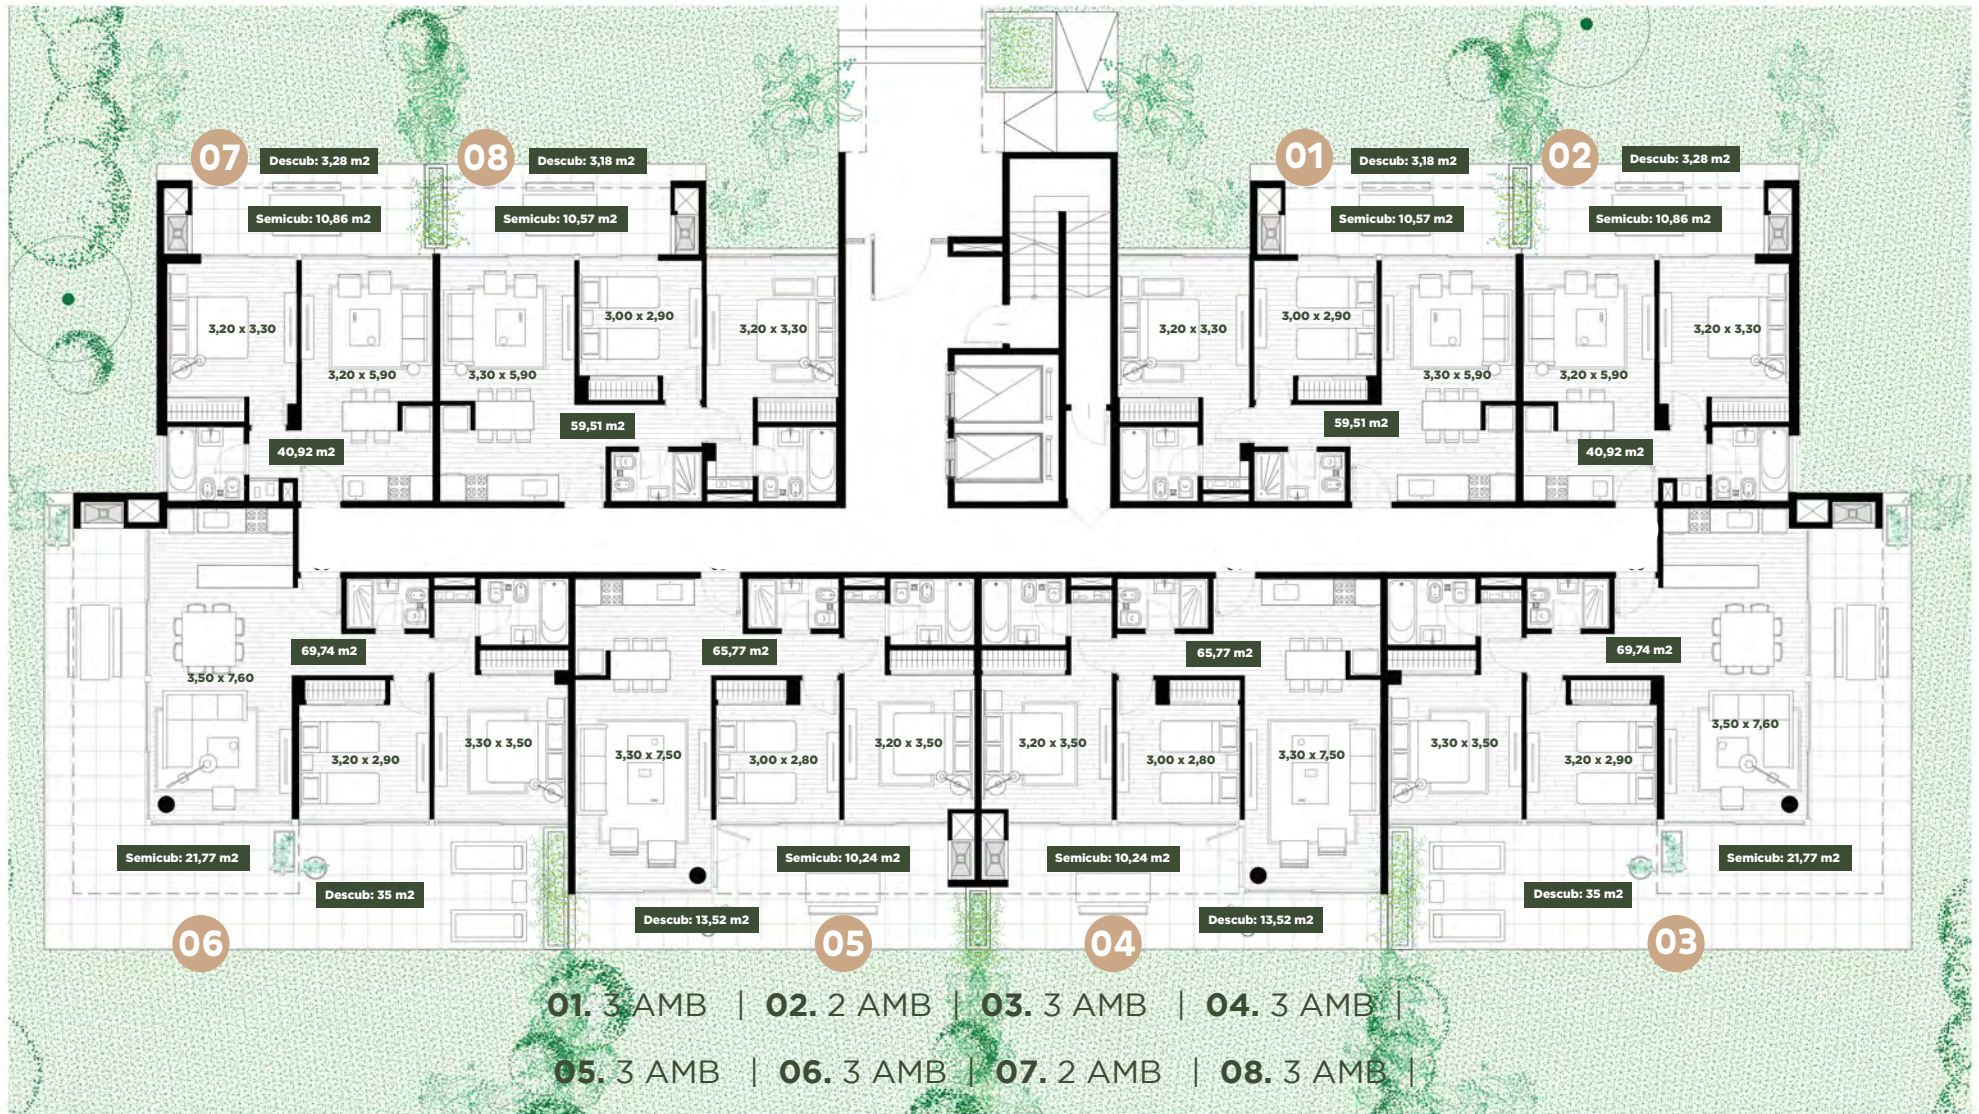 07
Descub: 3,28 m2
08
Descub: 3,18 m2
01
Descub: 3,18 m2
02
Descub: 3,28 m2
Semicub: 10,86 m2
Semicub: 10,57 m2
Semicub: 10,57 m2
Semicub: 10,86 m2
3,20 x 3,30
3,00 x 2,90
3,20 x 3,30
3,20 x 3,30
3,00 x 2,90
3,20 x 3,30
3,20 x 5,90
3,30 x 5,90
3,30 x 5,90
3,20 x 5,90
40,92 m2
59,51 m2
59,51 m2
40,92 m2
69,74 m2
65,77 m2
65,77 m2
69,74 m2
3,50 x 7,60
3,20 x 2,90
3,30 x 3,50
3,30 x 7,50
3,00 x 2,80
3,20 x 3,50
3,20 x 3,50
3,00 x 2,80
3,30 x 7,50
3,30 x 3,50
3,20 x 2,90
3,50 x 7,60
Semicub: 21,77 m2
Semicub: 10,24 m2
Semicub: 10,24 m2
Semicub: 21,77 m2
Descub: 35 m2
Descub: 13,52 m2
Descub: 13,52 m2
Descub: 35 m2
06
05
04
03
01. 3 AMB | 02. 2 AMB | 03. 3 AMB | 04. 3 AMB |
05. 3 AMB | 06. 3 AMB | 07. 2 AMB | 08. 3 AMB |